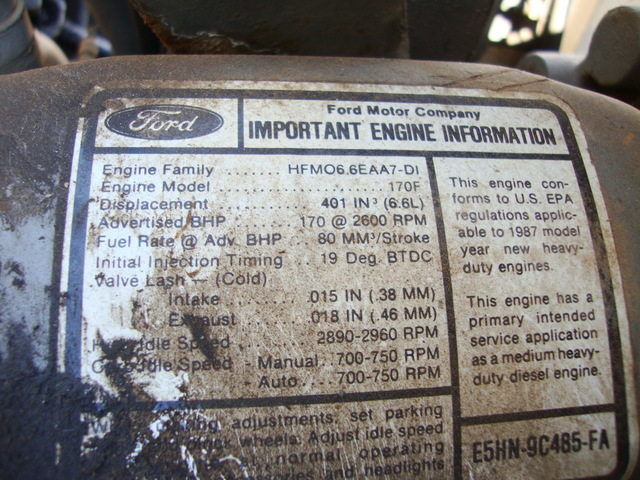 Ford
Ford Motor Company
IMPORTANT ENGINE INFORMATION
Engine Family ....... HFMO6.6EAA7-DI
Engine Model ................ 170F
Displacement ........ 401 IN³ (6.6L)
Advertised BHP ..... 170 @ 2600 RPM
Fuel Rate @ Adv. BHP .. 80 MM³/Stroke
Initial Injection Timing ... 19 Deg. BTDC
Valve Lash — (Cold)
Intake ........ .015 IN (.38 MM)
Exhaust ....... .018 IN (.46 MM)
Idle Speed ...... 2890-2960 RPM
Idle Speed - Manual .. 700-750 RPM
- Auto .... 700-750 RPM
This engine con-
forms to U.S. EPA
regulations applic-
able to 1987 model
year new heavy-
duty engines.
This engine has a
primary intended
service application
as a medium heavy-
duty diesel engine.
adjustments: set parking
wheels. Adjust idle speed
at normal operating
and headlights
E5HN-9C485-FA